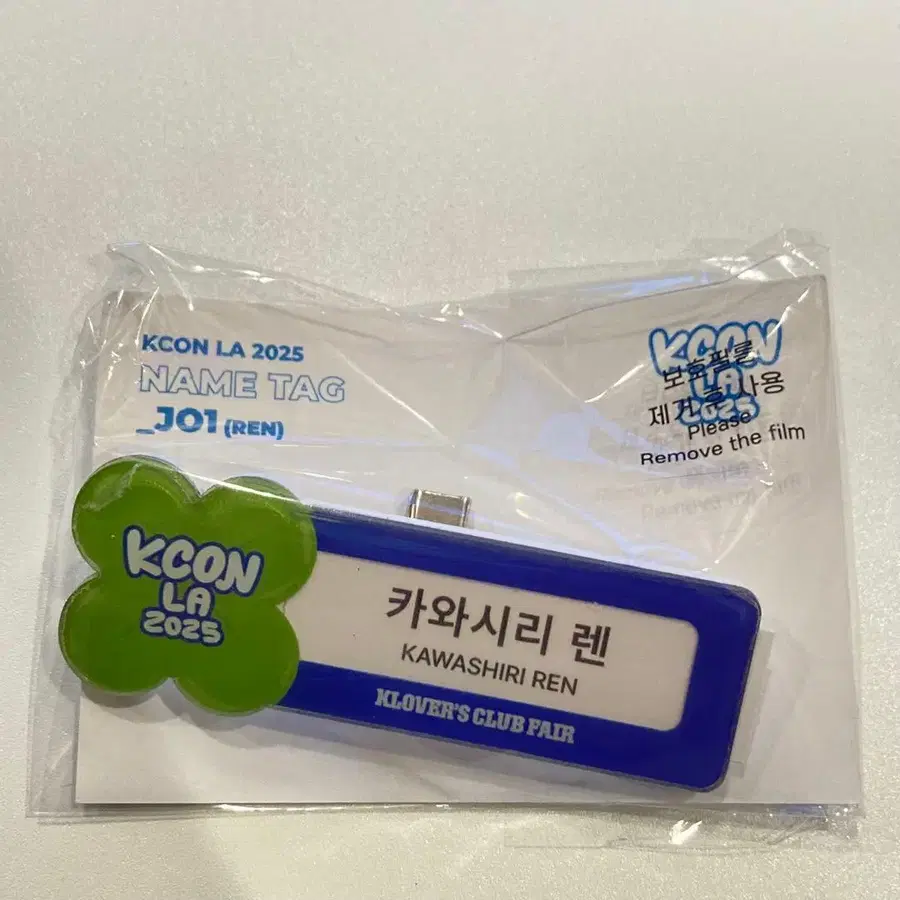 KCON LA 2025
NAME TAG
_JO1 (REN)
KCON
LA
2025
보호필름
제거 후 사용
Please
Remove the film
KCON
LA
2025
카와시리 렌
KAWASHIRI REN
KLOVER'S CLUB FAIR